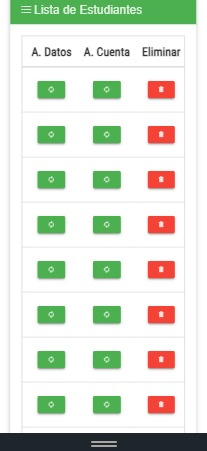 Lista de Estudiantes
A. Datos A. Cuenta Eliminar